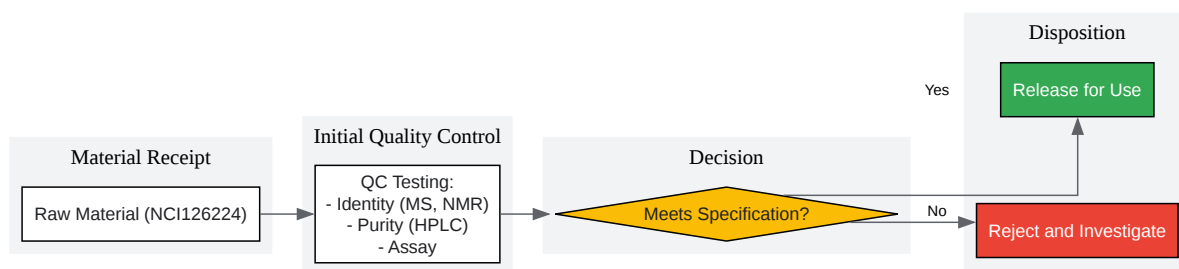 Material Receipt
Raw Material (NCI126224)
Initial Quality Control
QC Testing:
- Identity (MS, NMR)
- Purity (HPLC)
- Assay
Decision
Meets Specification?
Yes
No
Disposition
Release for Use
Reject and Investigate